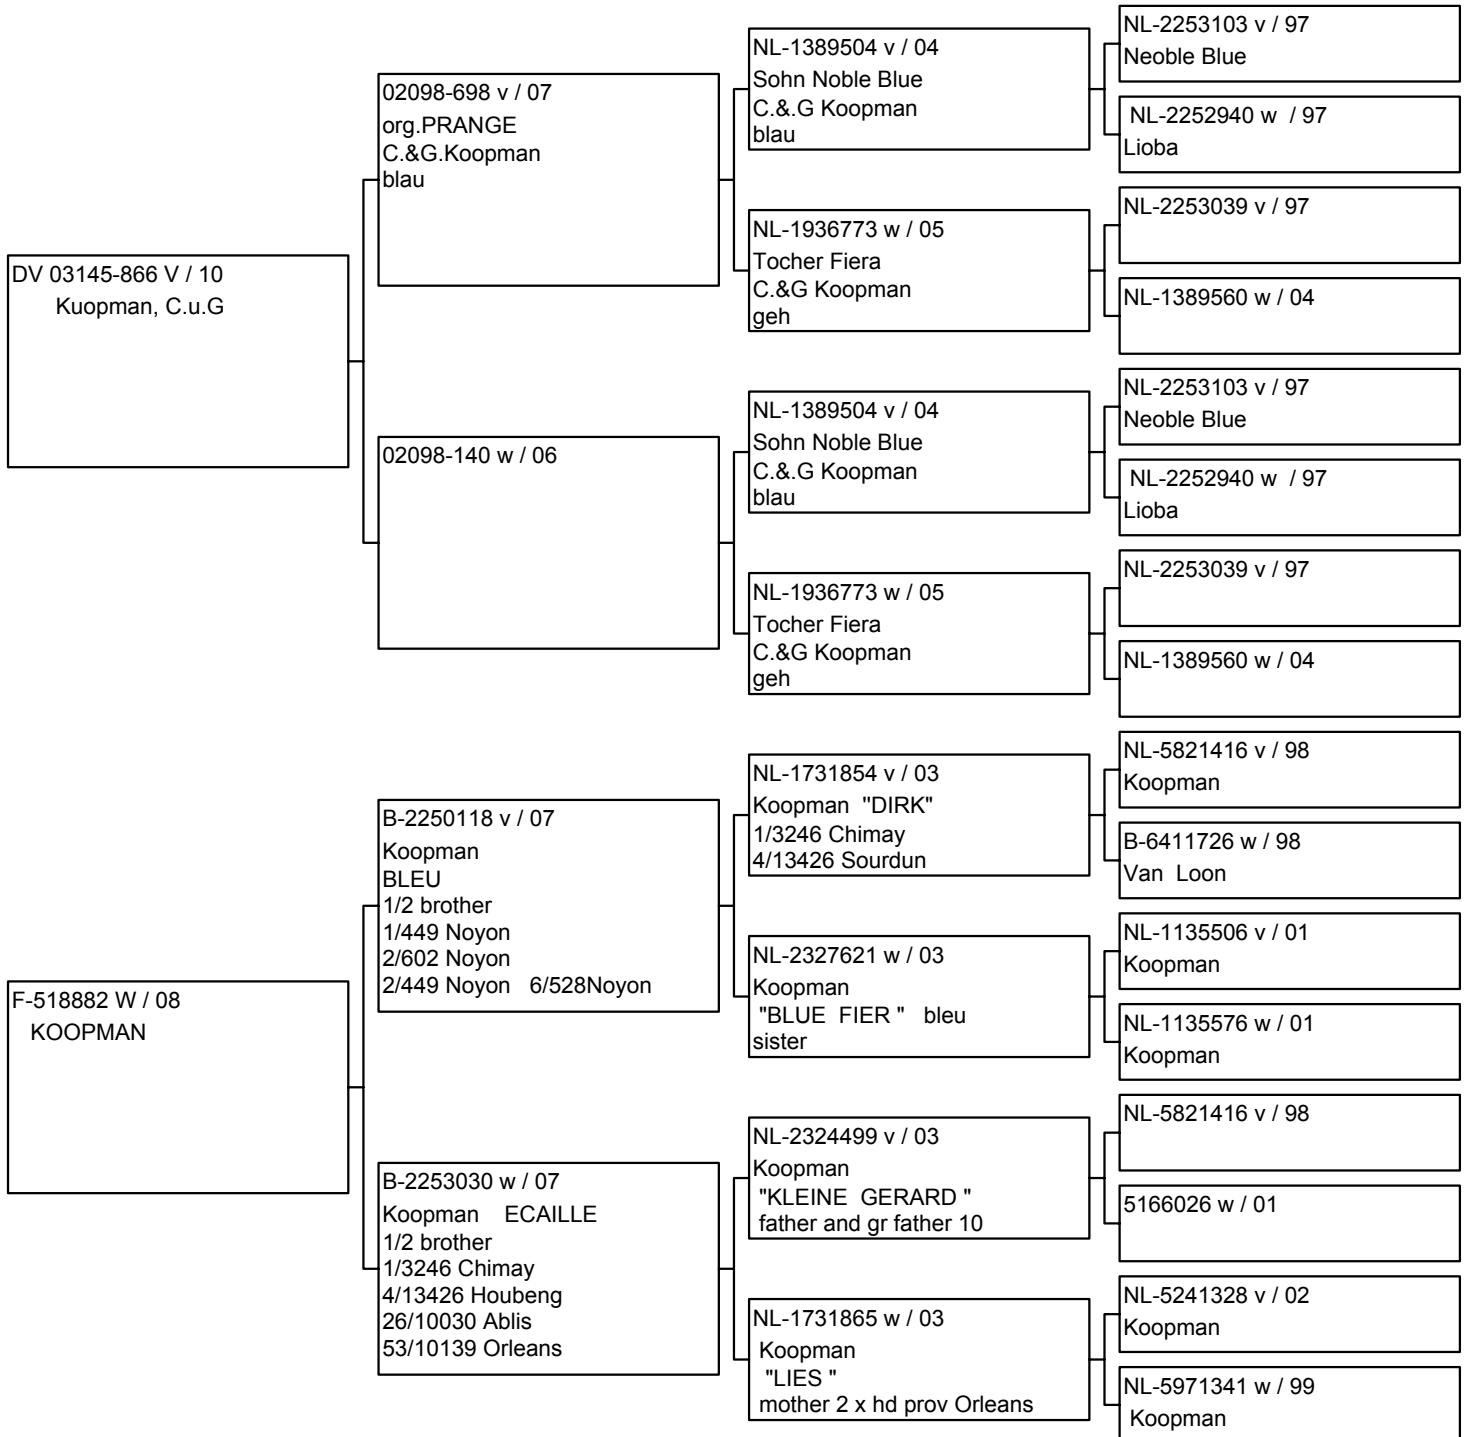 DV 03145-866 V / 10
Kuopman, C.u.G
F-518882 W / 08
KOOPMAN
02098-698 v / 07
org.PRANGE
C.&G.Koopman
blau
02098-140 w / 06
B-2250118 v / 07
Koopman
BLEU
1/2 brother
1/449 Noyon
2/602 Noyon
2/449 Noyon 6/528Noyon
B-2253030 w / 07
Koopman ECAILLE
1/2 brother
1/3246 Chimay
4/13426 Houbeng
26/10030 Ablis
53/10139 Orleans
NL-1389504 v / 04
Sohn Noble Blue
C.&.G Koopman
blau
NL-1936773 w / 05
Tocher Fiera
C.&G Koopman
geh
NL-1389504 v / 04
Sohn Noble Blue
C.&.G Koopman
blau
NL-1936773 w / 05
Tocher Fiera
C.&G Koopman
geh
NL-1731854 v / 03
Koopman "DIRK"
1/3246 Chimay
4/13426 Sourdun
NL-2327621 w / 03
Koopman
"BLUE FIER " bleu
sister
NL-2324499 v / 03
Koopman
"KLEINE GERARD "
father and gr father 10
NL-1731865 w / 03
Koopman
"LIES "
mother 2 x hd prov Orleans
NL-2253103 v / 97
Neoble Blue
NL-2252940 w / 97
Lioba
NL-2253039 v / 97
NL-1389560 w / 04
NL-2253103 v / 97
Neoble Blue
NL-2252940 w / 97
Lioba
NL-2253039 v / 97
NL-1389560 w / 04
NL-5821416 v / 98
Koopman
B-6411726 w / 98
Van Loon
NL-1135506 v / 01
Koopman
NL-1135576 w / 01
Koopman
NL-5821416 v / 98
5166026 w / 01
NL-5241328 v / 02
Koopman
NL-5971341 w / 99
Koopman